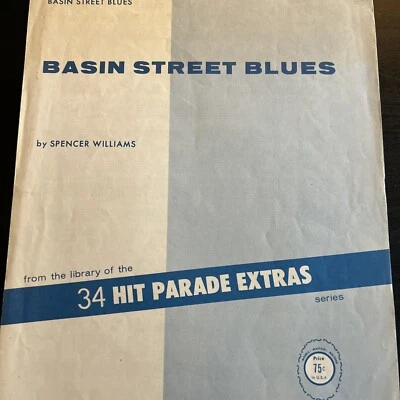 BASIN STREET BLUES
BASIN STREET BLUES
by SPENCER WILLIAMS
from the library of the
34 HIT PARADE EXTRAS
series
Price
75¢
in U.S.A.